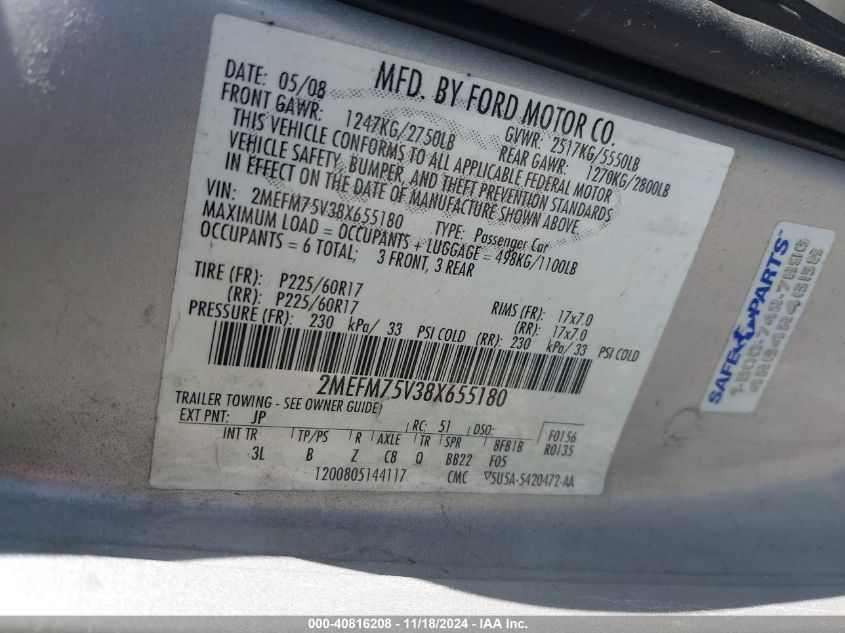 DATE: 05/08 MFD. BY FORD MOTOR CO.
FRONT GAWR: 1247KG/2750LB GVWR: 2517KG/5550LB
REAR GAWR: 1270KG/2800LB
THIS VEHICLE CONFORMS TO ALL APPLICABLE FEDERAL MOTOR
VEHICLE SAFETY, BUMPER, AND THEFT PREVENTION STANDARDS
IN EFFECT ON THE DATE OF MANUFACTURE SHOWN ABOVE.
VIN: 2MEFM75V38X655180 TYPE: Passenger Car
MAXIMUM LOAD = OCCUPANTS + LUGGAGE = 498KG/1100LB
OCCUPANTS = 6 TOTAL; 3 FRONT, 3 REAR
TIRE (FR): P225/60R17 RIMS (FR): 17x7.0
(RR): P225/60R17 (RR): 17x7.0
PRESSURE (FR): 230 kPa/ 33 PSI COLD (RR): 230 kPa/33 PSI COLD
2MEFM75V38X655180
TRAILER TOWING - SEE OWNER GUIDE
EXT PNT: JP RC: 51 DSO: F0156
INT TR TP/PS R AXLE TR SPR 8FB1B R0135
3L B Z C8 Q BB22 F05
1200805144117 CMC ▽5U5A-5420472-AA
SAFE PARTS™
1-800-742-7896
000-40816208 - 11/18/2024 - IAA Inc.